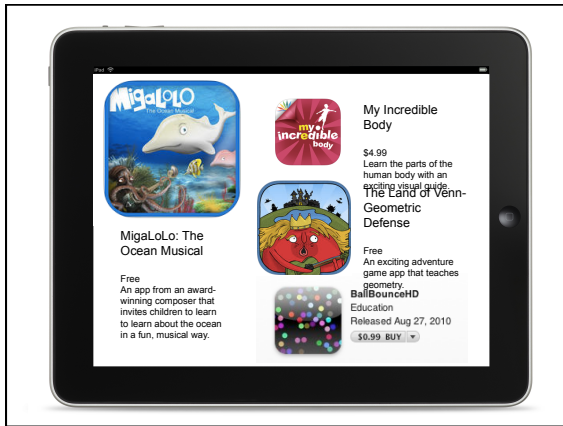 iPad
MigaLoLo
The Ocean Musical
MigaLoLo: The
Ocean Musical
Free
An app from an award-
winning composer that
invites children to learn
to learn about the ocean
in a fun, musical way.
my
incredible
body
My Incredible
Body
$4.99
Learn the parts of the
human body with an
exciting visual guide.
The Land of Venn-
Geometric
Defense
Free
An exciting adventure
game app that teaches
geometry.
BallBounceHD
Education
Released Aug 27, 2010
$0.99 BUY